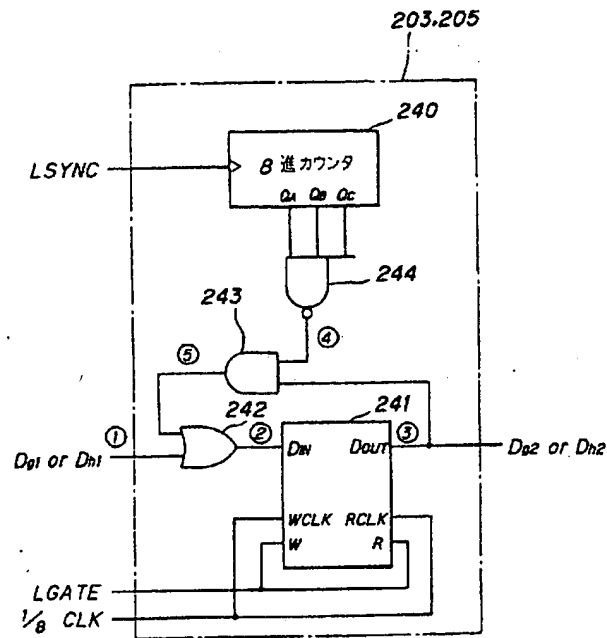 203,205
240
LSYNC
8 進カウンタ
QA QB QC
244
243
④
⑤
242
241
①
②
③
Dg1 or Dh1
DIN DOUT
Dg2 or Dh2
WCLK RCLK
W R
LGATE
1/8 CLK